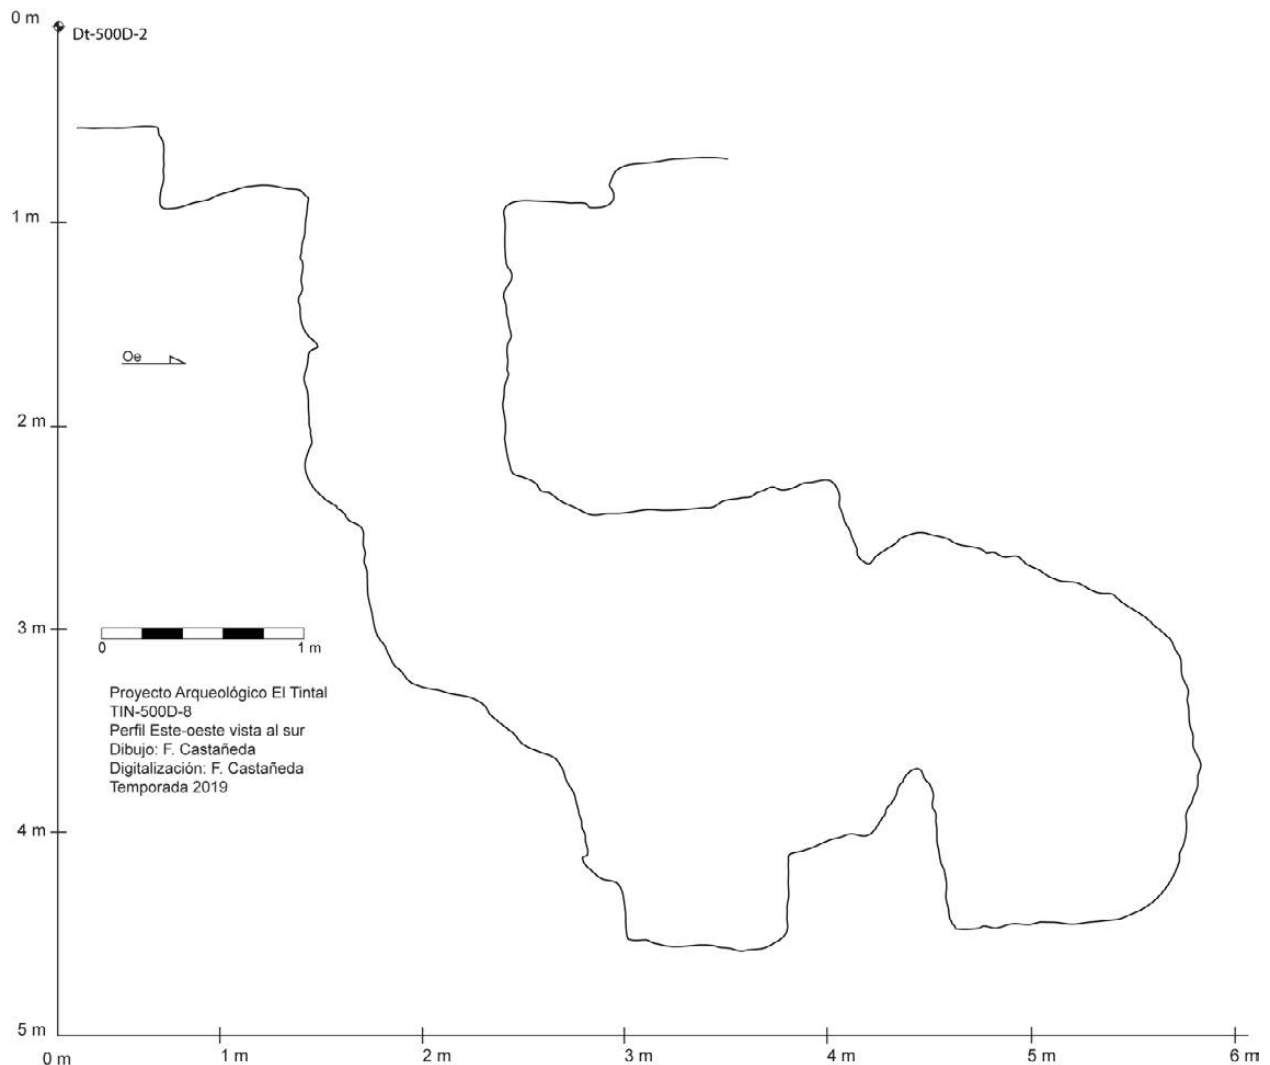 0 m
Dt-500D-2
1 m
Oe
2 m
3 m
0 1 m
Proyecto Arqueológico El Tintal
TIN-500D-8
Perfil Este-oeste vista al sur
Dibujo: F. Castañeda
Digitalización: F. Castañeda
Temporada 2019
4 m
5 m
0 m 1 m 2 m 3 m 4 m 5 m 6 m